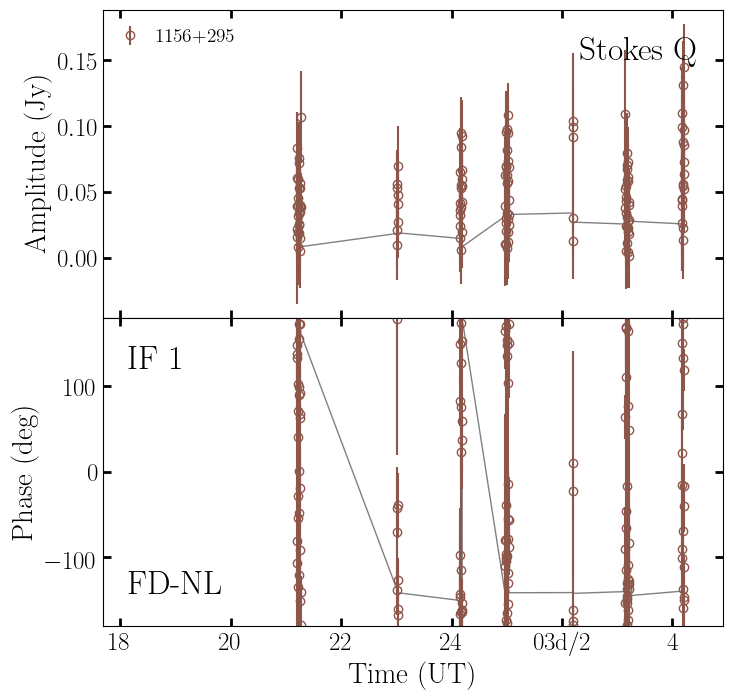 1156+295
Stokes Q
0.15
0.10
0.05
0.00
Amplitude (Jy)
IF 1
100
0
−100
Phase (deg)
FD-NL
18 20 22 24 03d/2 4
Time (UT)